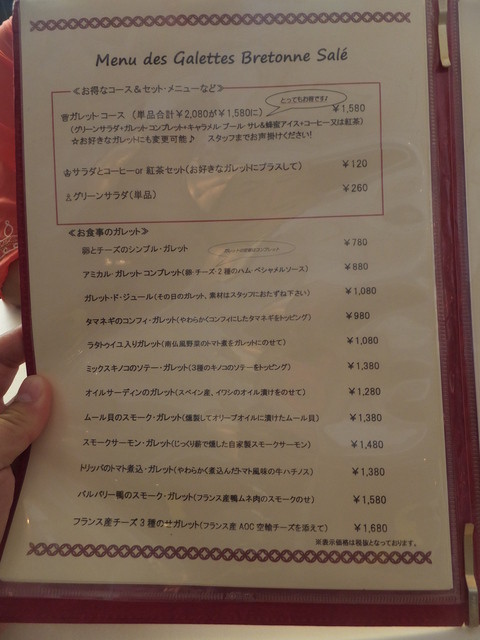 Menu des Galettes Bretonne Salé
≪お得なコース＆セット・メニューなど≫
とってもお得です!
ガレットコース (単品合計￥2,080が￥1,580に) ￥1,580
(グリーンサラダ+ガレットコンプレット+キャラメル ブール サレ&蜂蜜アイス+コーヒー又は紅茶)
☆お好きなガレットにも変更可能♪ スタッフまでお声掛けください!
サラダとコーヒーor 紅茶セット(お好きなガレットにプラスして) ￥120
グリーンサラダ(単品) ￥260
≪お食事のガレット≫
卵とチーズのシンプル・ガレット ￥780
アミカル・ガレットコンプレット(卵・チーズ・2種のハム・ベシャメルソース) ￥880
ガレット・ド・ジュール(その日のガレット、素材はスタッフにおたずね下さい) ￥1,080
タマネギのコンフィ・ガレット(やわらかくコンフィにしたタマネギをトッピング) ￥980
ラタトゥイユ入りガレット(南仏風野菜のトマト煮をガレットにのせて) ￥1,080
ミックスキノコのソテー・ガレット(3種のキノコのソテーをトッピング) ￥1,380
オイルサーディンのガレット(スペイン産、イワシのオイル漬けをのせて) ￥1,280
ムール貝のスモーク・ガレット(燻製してオリーブオイルに漬けたムール貝) ￥1,380
スモークサーモン・ガレット(じっくり薪で燻した自家製スモークサーモン) ￥1,480
トリッパのトマト煮込・ガレット(やわらかく煮込んだトマト風味の牛ハチノス) ￥1,380
バルバリー鴨のスモーク・ガレット(フランス産鴨ムネ肉のスモークのせ) ￥1,580
フランス産チーズ3種のせガレット(フランス産 AOC 空輸チーズを添えて) ￥1,680
※表示価格は税抜となっております。